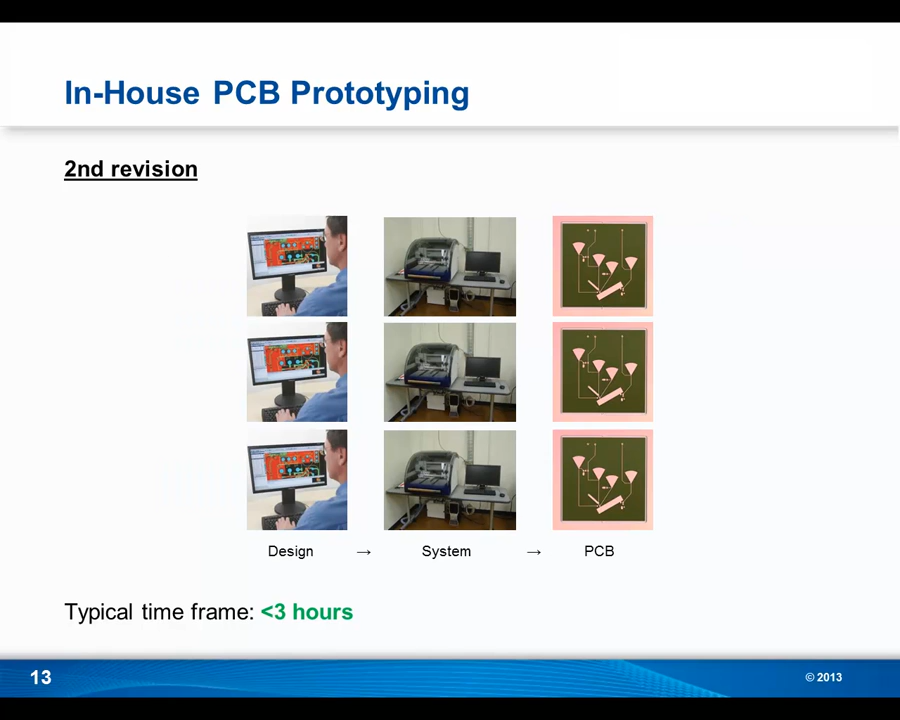 In-House PCB Prototyping
2nd revision
Design → System → PCB
Typical time frame: <3 hours
13
© 2013